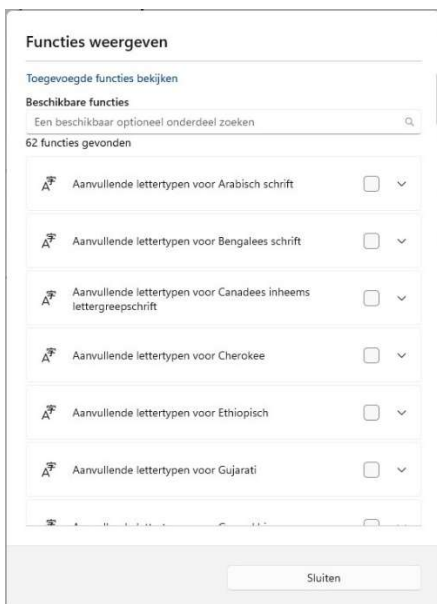 Functies weergeven
Toegevoegde functies bekijken
Beschikbare functies
Een beschikbaar optioneel onderdeel zoeken
62 functies gevonden
Aanvullende lettertypen voor Arabisch schrift
Aanvullende lettertypen voor Bengalees schrift
Aanvullende lettertypen voor Canadees inheems
lettergreepschrift
Aanvullende lettertypen voor Cherokee
Aanvullende lettertypen voor Ethiopisch
Aanvullende lettertypen voor Gujarati
Sluiten